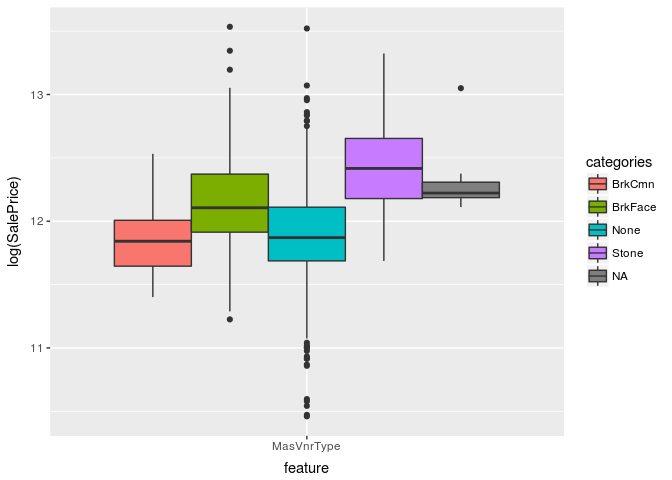 13
12
11
log(SalePrice)
MasVnrType
feature
categories
BrkCmn
BrkFace
None
Stone
NA